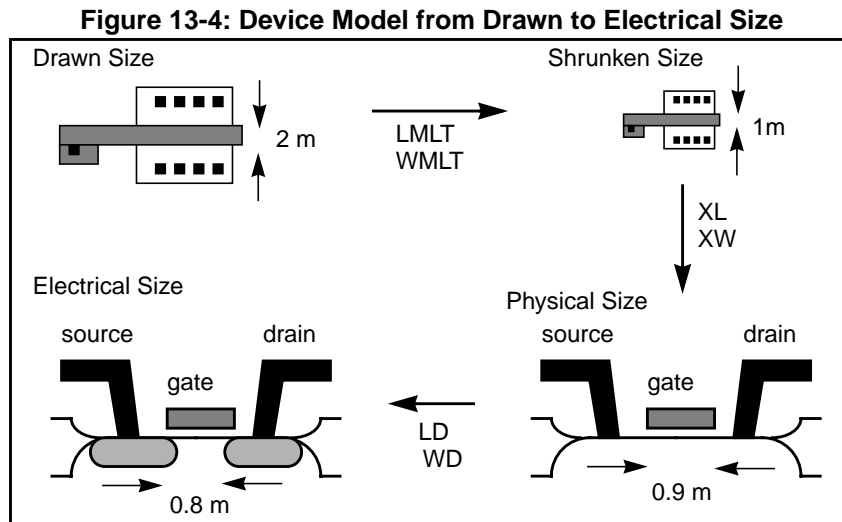 Figure 13-4: Device Model from Drawn to Electrical Size
Drawn Size
Shrunken Size
2 m
LMLT
WMLT
1m
XL
XW
Electrical Size
Physical Size
source
drain
gate
source
drain
gate
LD
WD
0.8 m
0.9 m